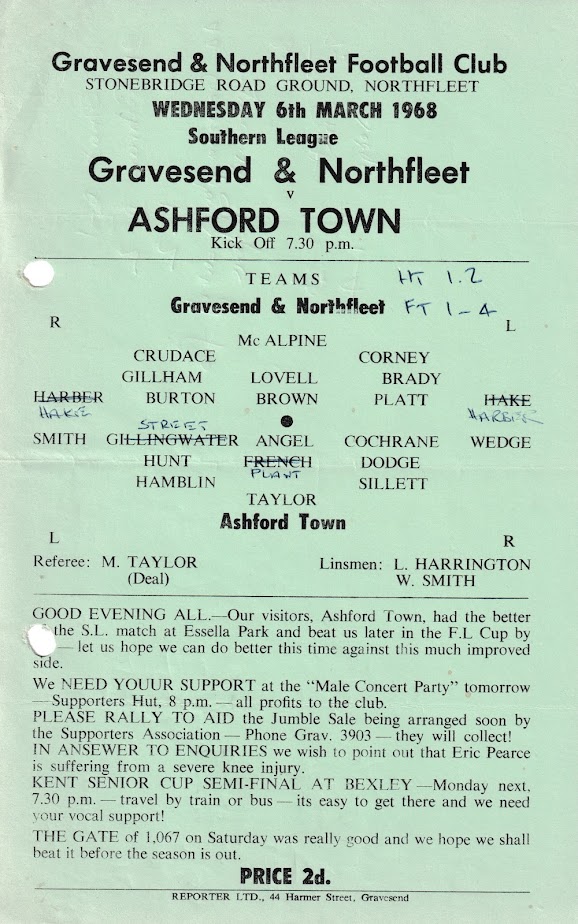 Gravesend & Northfleet Football Club
STONEBRIDGE ROAD GROUND, NORTHFLEET
WEDNESDAY 6th MARCH 1968
Southern League
Gravesend & Northfleet
v
ASHFORD TOWN
Kick Off 7.30 p.m.
TEAMS HT 1.2
Gravesend & Northfleet FT 1-4
R L
Mc ALPINE
CRUDACE CORNEY
GILLHAM LOVELL BRADY
HARBER BURTON BROWN PLATT HAKE
HAKE HARBER
STREET
SMITH GILLINGWATER ANGEL COCHRANE WEDGE
HUNT FRENCH DODGE
PLANT
HAMBLIN SILLETT
TAYLOR
Ashford Town
L R
Referee: M. TAYLOR Linsmen: L. HARRINGTON
(Deal) W. SMITH
GOOD EVENING ALL.—Our visitors, Ashford Town, had the better
the S.L. match at Essella Park and beat us later in the F.L Cup by
— let us hope we can do better this time against this much improved
side.
We NEED YOUUR SUPPORT at the "Male Concert Party" tomorrow
—Supporters Hut, 8 p.m. — all profits to the club.
PLEASE RALLY TO AID the Jumble Sale being arranged soon by
the Supporters Association — Phone Grav. 3903 — they will collect!
IN ANSEWER TO ENQUIRIES we wish to point out that Eric Pearce
is suffering from a severe knee injury.
KENT SENIOR CUP SEMI-FINAL AT BEXLEY —Monday next,
7.30 p.m. — travel by train or bus — its easy to get there and we need
your vocal support!
THE GATE of 1,067 on Saturday was really good and we hope we shall
beat it before the season is out.
PRICE 2d.
REPORTER LTD., 44 Harmer Street, Gravesend